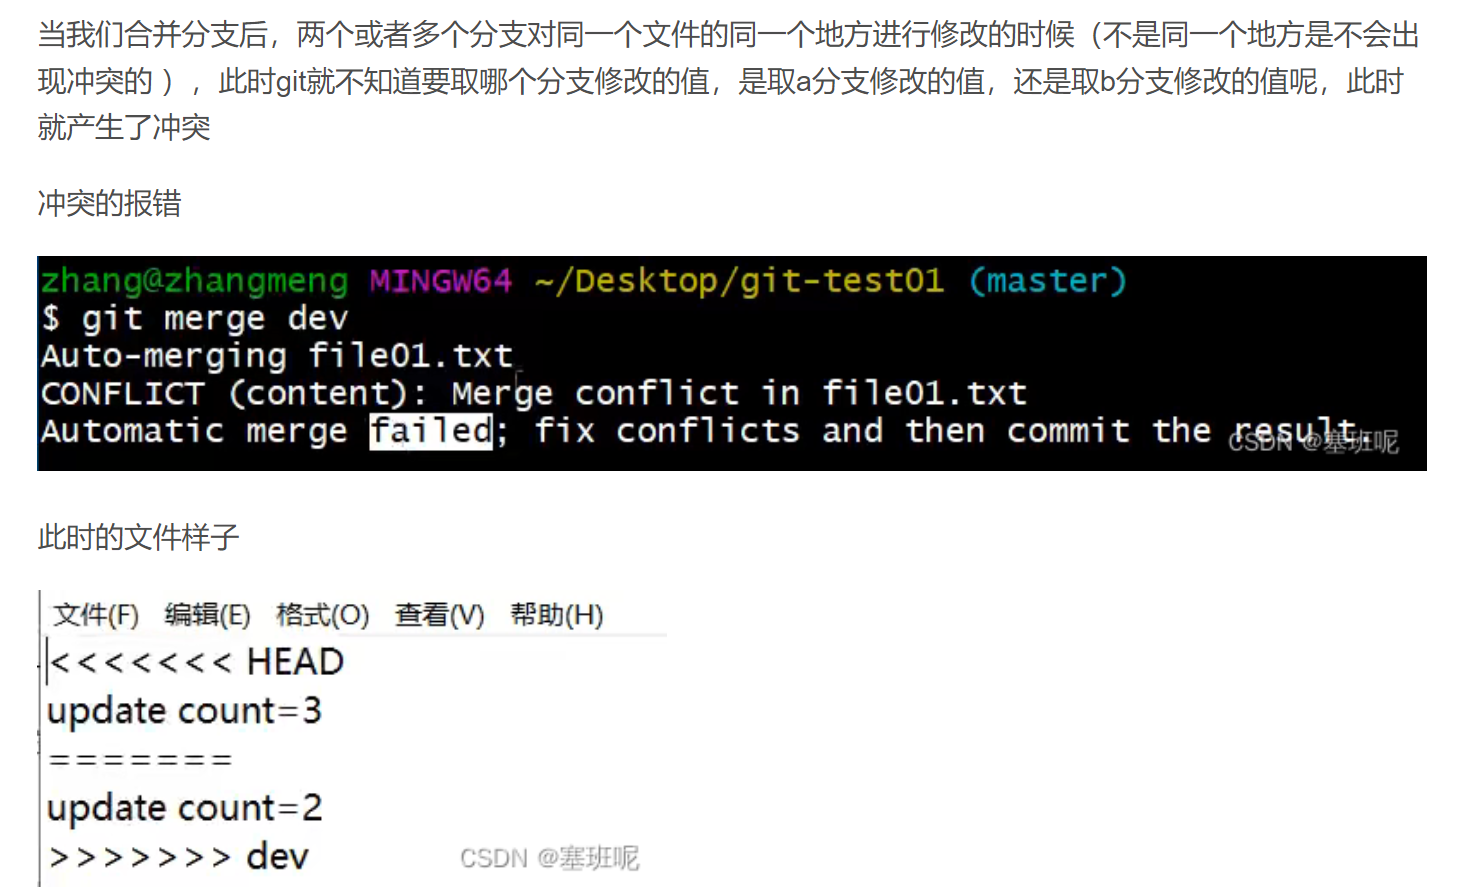 当我们合并分支后，两个或者多个分支对同一个文件的同一个地方进行修改的时候（不是同一个地方是不会出
现冲突的 ），此时git就不知道要取哪个分支修改的值，是取a分支修改的值，还是取b分支修改的值呢，此时
就产生了冲突
冲突的报错
zhang@zhangmeng MINGW64 ~/Desktop/git-test01 (master)
$ git merge dev
Auto-merging file01.txt
CONFLICT (content): Merge conflict in file01.txt
Automatic merge failed; fix conflicts and then commit the result.
CSDN @塞班呢
此时的文件样子
文件(F) 编辑(E) 格式(O) 查看(V) 帮助(H)
<<<<<<< HEAD
update count=3
=======
update count=2
>>>>>>> dev
CSDN @塞班呢